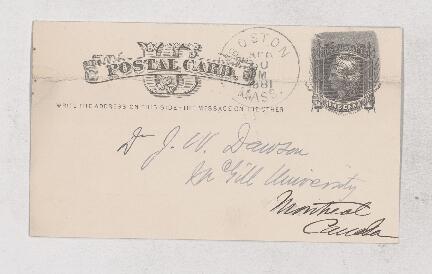 POSTAL CARD.
BOSTON
MASS.
WRITE THE ADDRESS ON THIS SIDE-THE MESSAGE ON THE OTHER
Dr J. W. Dawson
McGill University
Montreal
Canada